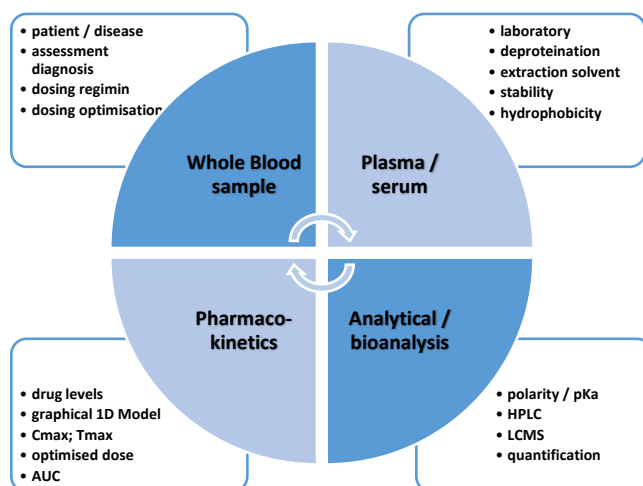 • patient / disease
• assessment
diagnosis
• dosing regimin
• dosing optimisation
• laboratory
• deproteination
• extraction solvent
• stability
• hydrophobicity
Whole Blood
sample
Plasma /
serum
Pharmaco-
kinetics
Analytical /
bioanalysis
• drug levels
• graphical 1D Model
• Cmax; Tmax
• optimised dose
• AUC
• polarity / pKa
• HPLC
• LCMS
• quantification